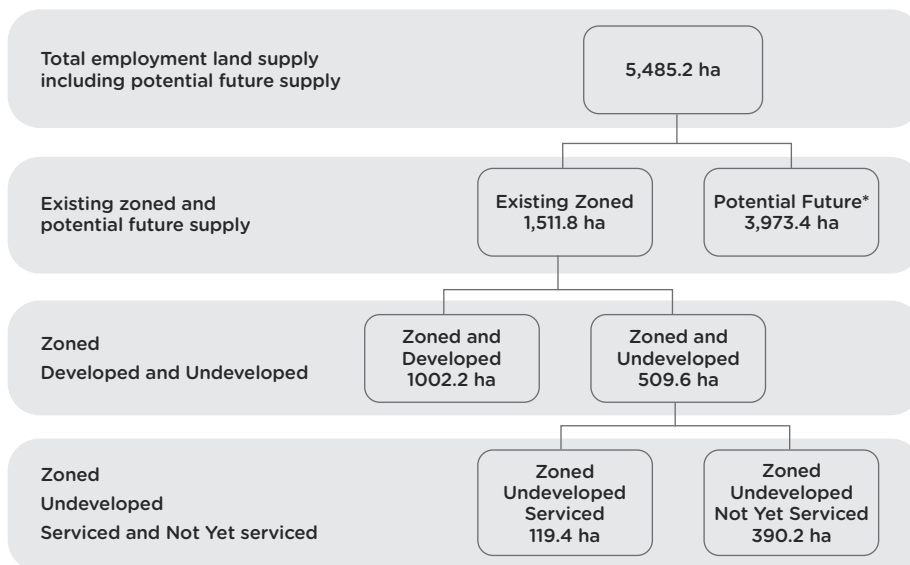 Total employment land supply
including potential future supply
5,485.2 ha
Existing zoned and
potential future supply
Existing Zoned
1,511.8 ha
Potential Future*
3,973.4 ha
Zoned
Developed and Undeveloped
Zoned and
Developed
1002.2 ha
Zoned and
Undeveloped
509.6 ha
Zoned
Undeveloped
Serviced and Not Yet serviced
Zoned
Undeveloped
Serviced
119.4 ha
Zoned
Undeveloped
Not Yet Serviced
390.2 ha